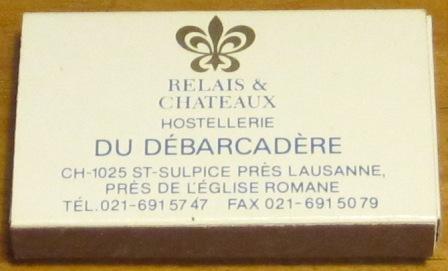 RELAIS &
CHATEAUX
HOSTELLERIE
DU DÉBARCADÈRE
CH-1025 ST-SULPICE PRÈS LAUSANNE,
PRÈS DE L'ÉGLISE ROMANE
TÉL. 021-691 57 47 FAX 021-691 50 79